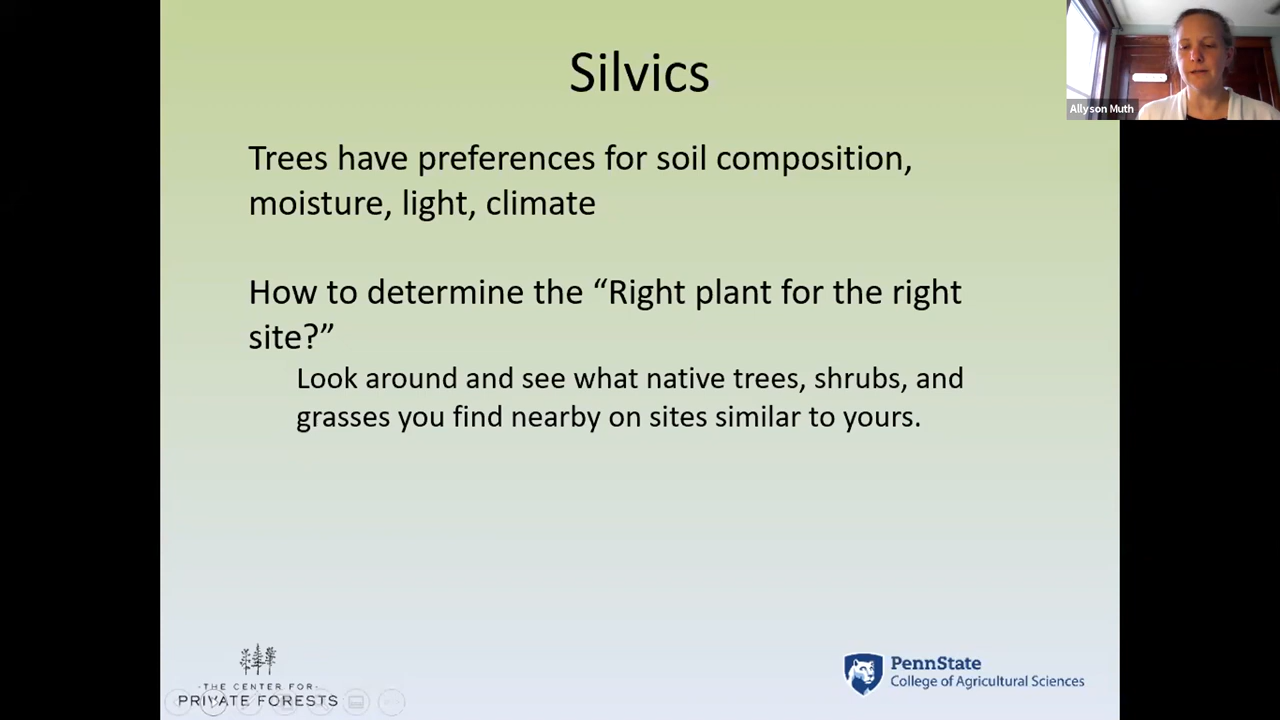 Silvics
Allyson Muth
Trees have preferences for soil composition,
moisture, light, climate
How to determine the “Right plant for the right
site?”
Look around and see what native trees, shrubs, and
grasses you find nearby on sites similar to yours.
·THE CENTER FOR·
PRIVATE FORESTS
PennState
College of Agricultural Sciences